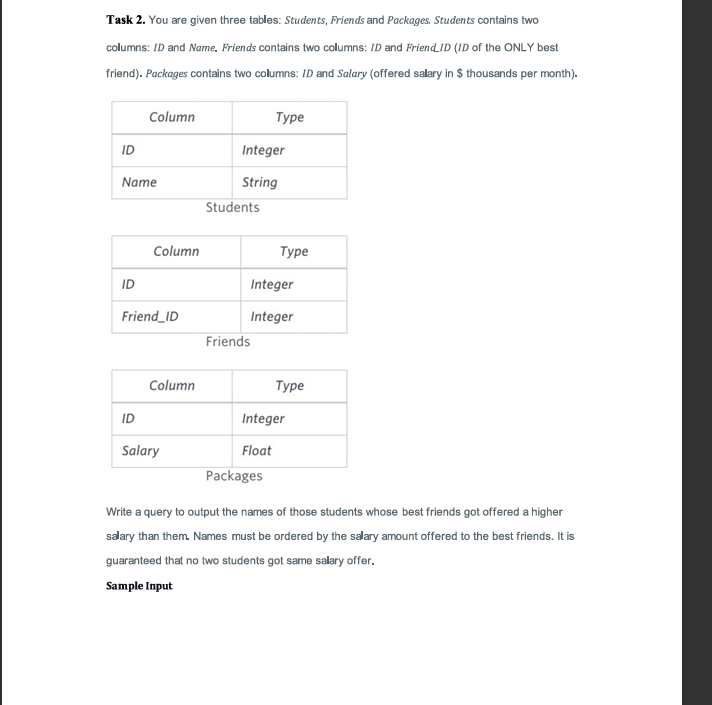 Task 2. You are given three tables: Students, Friends and Packages. Students contains two
columns: ID and Name. Friends contains two columns: ID and Friend_ID (ID of the ONLY best
friend). Packages contains two columns: ID and Salary (offered salary in $ thousands per month).
Column Type
ID Integer
Name String
Students
Column Type
ID Integer
Friend_ID Integer
Friends
Column Type
ID Integer
Salary Float
Packages
Write a query to output the names of those students whose best friends got offered a higher
salary than them. Names must be ordered by the salary amount offered to the best friends. It is
guaranteed that no two students got same salary offer.
Sample Input